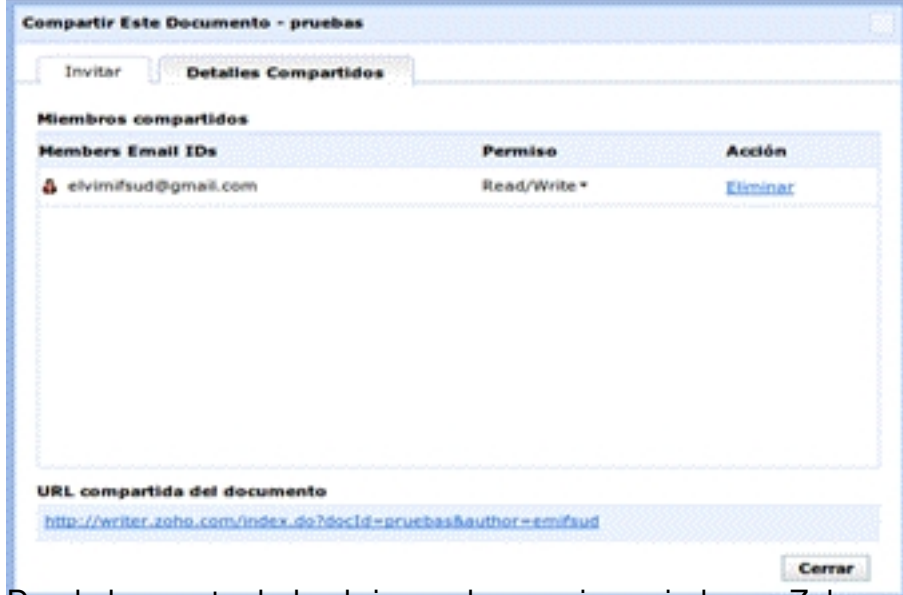 Compartir Este Documento - pruebas
Invitar
Detalles Compartidos
Miembros compartidos
Members Email IDs Permiso Acción
elvimifsud@gmail.com Read/Write Eliminar
URL compartida del documento
http://writer.zoho.com/index.do?docId=pruebas&author=emifsud
Cerrar